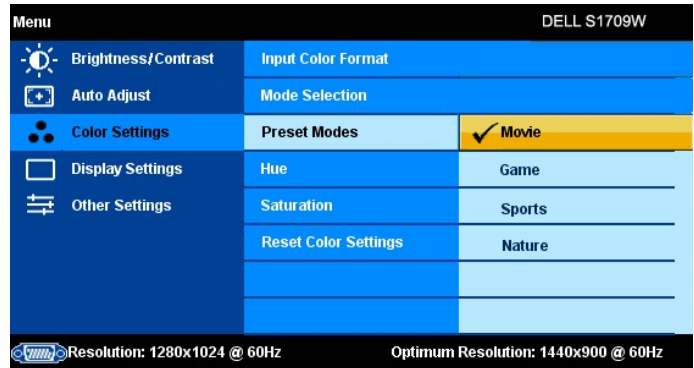 Menu DELL S1709W
Brightness/Contrast Input Color Format
Auto Adjust Mode Selection
Color Settings Preset Modes Movie
Display Settings Hue Game
Other Settings Saturation Sports
Reset Color Settings Nature
Resolution: 1280x1024 @ 60Hz Optimum Resolution: 1440x900 @ 60Hz